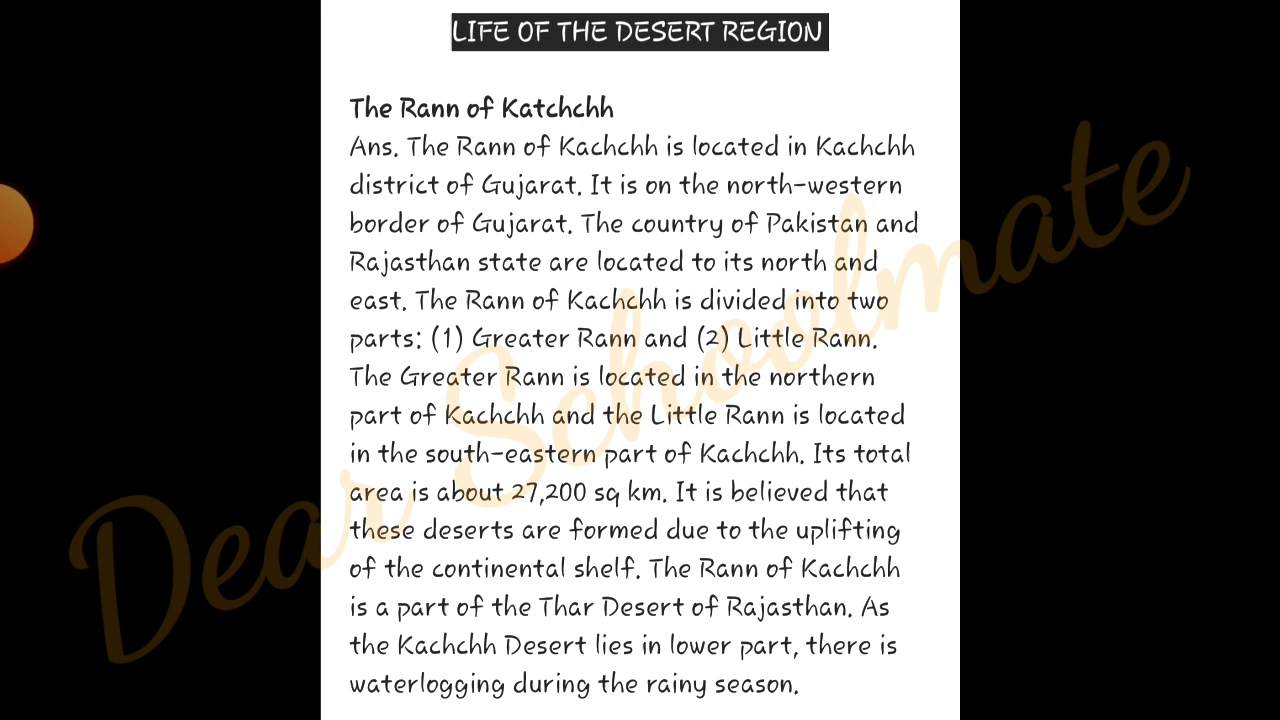 LIFE OF THE DESERT REGION
The Rann of Katchchh
Ans. The Rann of Kachchh is located in Kachchh
district of Gujarat. It is on the north-western
border of Gujarat. The country of Pakistan and
Rajasthan state are located to its north and
east. The Rann of Kachchh is divided into two
parts: (1) Greater Rann and (2) Little Rann.
The Greater Rann is located in the northern
part of Kachchh and the Little Rann is located
in the south-eastern part of Kachchh. Its total
area is about 27,200 sq km. It is believed that
these deserts are formed due to the uplifting
of the continental shelf. The Rann of Kachchh
is a part of the Thar Desert of Rajasthan. As
the Kachchh Desert lies in lower part, there is
waterlogging during the rainy season.
Dear Schoolmate